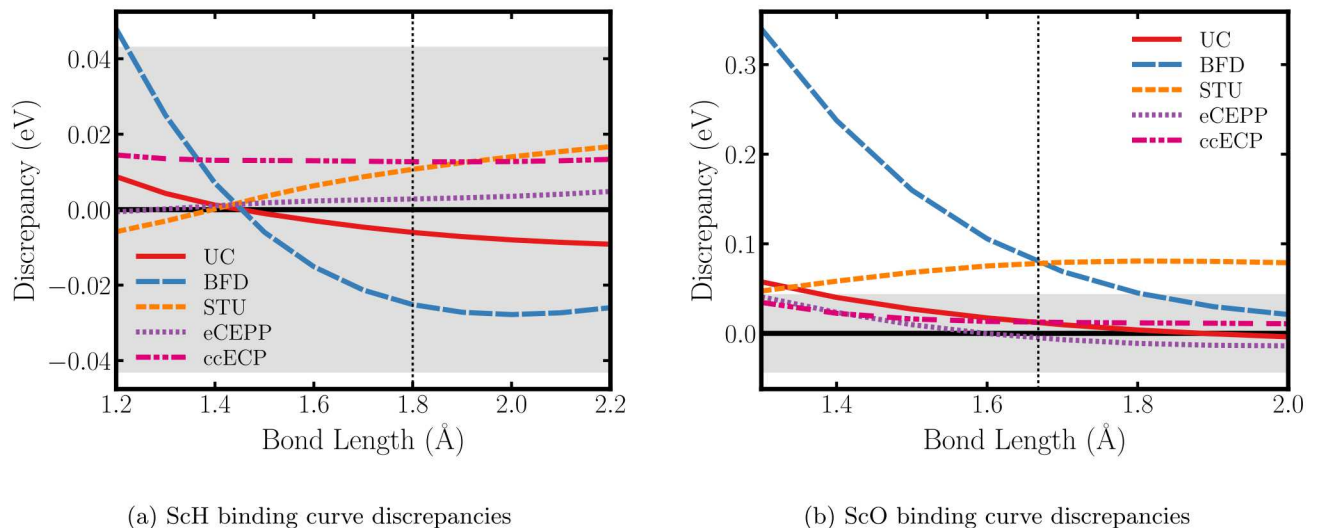 0.04
0.02
0.00
−0.02
−0.04
Discrepancy (eV)
UC
BFD
STU
eCEPP
ccECP
1.2 1.4 1.6 1.8 2.0 2.2
Bond Length (Å)
(a) ScH binding curve discrepancies
0.3
0.2
0.1
0.0
Discrepancy (eV)
UC
BFD
STU
eCEPP
ccECP
1.4 1.6 1.8 2.0
Bond Length (Å)
(b) ScO binding curve discrepancies